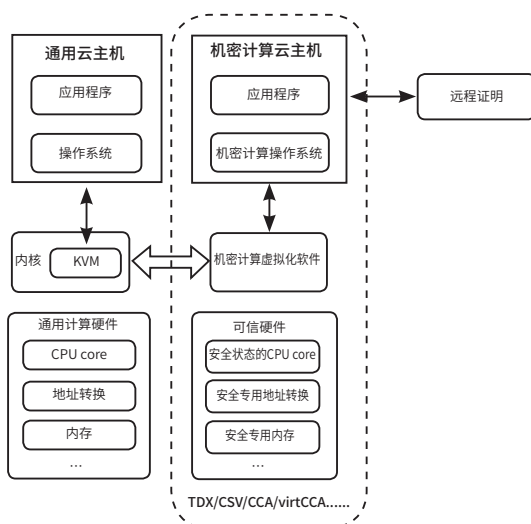 通用云主机
应用程序
操作系统
机密计算云主机
应用程序
机密计算操作系统
远程证明
内核
KVM
机密计算虚拟化软件
通用计算硬件
CPU core
地址转换
内存
...
可信硬件
安全状态的CPU core
安全专用地址转换
安全专用内存
...
TDX/CSV/CCA/virtCCA......